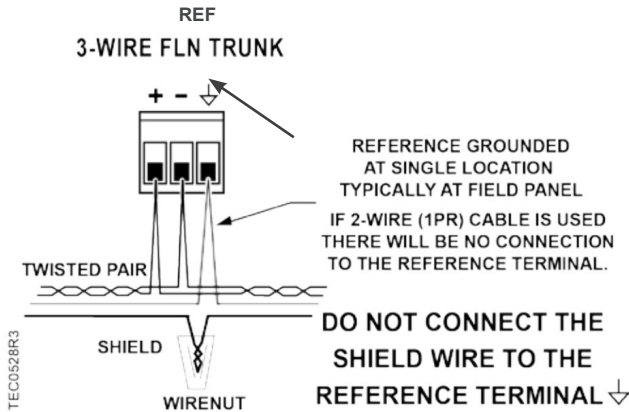 REF
3-WIRE FLN TRUNK
+ - ⏚
REFERENCE GROUNDED
AT SINGLE LOCATION
TYPICALLY AT FIELD PANEL
IF 2-WIRE (1PR) CABLE IS USED
THERE WILL BE NO CONNECTION
TO THE REFERENCE TERMINAL.
TWISTED PAIR
SHIELD
WIRENUT
DO NOT CONNECT THE
SHIELD WIRE TO THE
REFERENCE TERMINAL ⏚
TEC0528R3